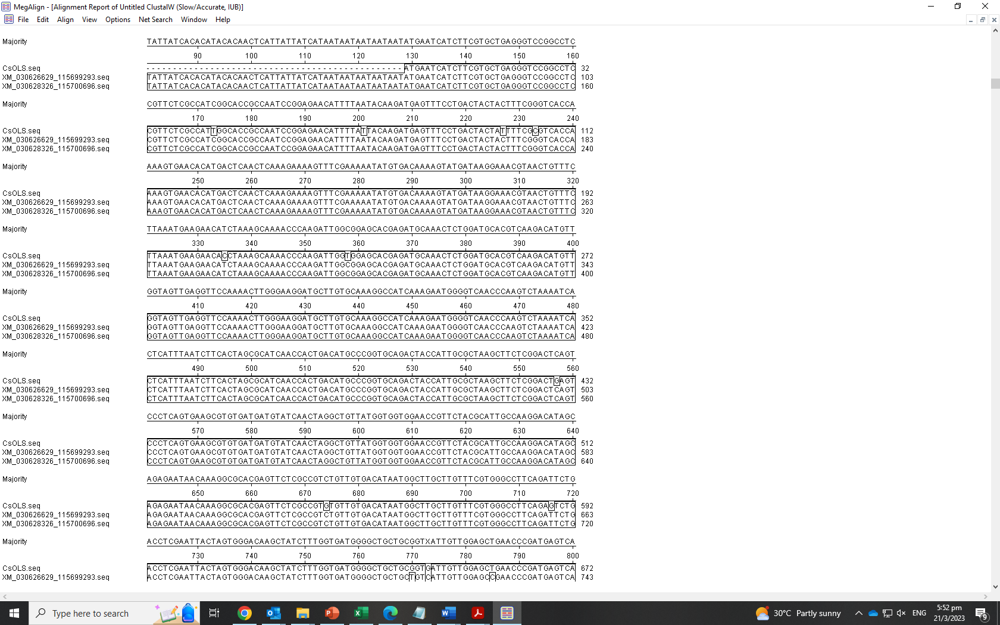 MegAlign - [Alignment Report of Untitled ClustalW (Slow/Accurate, IUB)]
File Edit Align View Options Net Search Window Help
Majority TATTATCACACATACACAACTCATTATTATCATAATAATAATAATAATATGAATCATCTTCGTGCTGAGGGTCCGGCCTC
90 100 110 120 130 140 150 160
CsOLS.seq ------------------------------------------------ATGAATCATCTTCGTGCTGAGGGTCCGGCCTC 32
XM_030626629_115699293.seq TATTATCACACATACACAACTCATTATTATCATAATAATAATAATAATATGAATCATCTTCGTGCTGAGGGTCCGGCCTC 103
XM_030628326_115700696.seq TATTATCACACATACACAACTCATTATTATCATAATAATAATAATAATATGAATCATCTTCGTGCTGAGGGTCCGGCCTC 160
Majority CGTTCTCGCCATCGGCACCGCCAATCCGGAGAACATTTTAATACAAGATGAGTTTCCTGACTACTACTTTCGGGTCACCA
170 180 190 200 210 220 230 240
CsOLS.seq CGTTCTCGCCATTGGCACCGCCAATCCGGAGAACATTTTATTACAAGATGAGTTTCCTGACTACTATTTTCGCGTCACCA 112
XM_030626629_115699293.seq CGTTCTCGCCATCGGCACCGCCAATCCGGAGAACATTTTAATACAAGATGAGTTTCCTGACTACTACTTTCGGGTCACCA 183
XM_030628326_115700696.seq CGTTCTCGCCATCGGCACCGCCAATCCGGAGAACATTTTAATACAAGATGAGTTTCCTGACTACTACTTTCGGGTCACCA 240
Majority AAAGTGAACACATGACTCAACTCAAAGAAAAGTTTCGAAAAATATGTGACAAAAGTATGATAAGGAAACGTAACTGTTTC
250 260 270 280 290 300 310 320
CsOLS.seq AAAGTGAACACATGACTCAACTCAAAGAAAAGTTTCGAAAAATATGTGACAAAAGTATGATAAGGAAACGTAACTGTTTC 192
XM_030626629_115699293.seq AAAGTGAACACATGACTCAACTCAAAGAAAAGTTTCGAAAAATATGTGACAAAAGTATGATAAGGAAACGTAACTGTTTC 263
XM_030628326_115700696.seq AAAGTGAACACATGACTCAACTCAAAGAAAAGTTTCGAAAAATATGTGACAAAAGTATGATAAGGAAACGTAACTGTTTC 320
Majority TTAAATGAAGAACATCTAAAGCAAAACCCAAGATTGGCGGAGCACGAGATGCAAACTCTGGATGCACGTCAAGACATGTT
330 340 350 360 370 380 390 400
CsOLS.seq TTAAATGAAGAACACCTAAAGCAAAACCCAAGATTGGTGGAGCACGAGATGCAAACTCTGGATGCACGTCAAGACATGTT 272
XM_030626629_115699293.seq TTAAATGAAGAACATCTAAAGCAAAACCCAAGATTGGCGGAGCACGAGATGCAAACTCTGGATGCACGTCAAGACATGTT 343
XM_030628326_115700696.seq TTAAATGAAGAACATCTAAAGCAAAACCCAAGATTGGCGGAGCACGAGATGCAAACTCTGGATGCACGTCAAGACATGTT 400
Majority GGTAGTTGAGGTTCCAAAACTTGGGAAGGATGCTTGTGCAAAGGCCATCAAAGAATGGGGTCAACCCAAGTCTAAAATCA
410 420 430 440 450 460 470 480
CsOLS.seq GGTAGTTGAGGTTCCAAAACTTGGGAAGGATGCTTGTGCAAAGGCCATCAAAGAATGGGGTCAACCCAAGTCTAAAATCA 352
XM_030626629_115699293.seq GGTAGTTGAGGTTCCAAAACTTGGGAAGGATGCTTGTGCAAAGGCCATCAAAGAATGGGGTCAACCCAAGTCTAAAATCA 423
XM_030628326_115700696.seq GGTAGTTGAGGTTCCAAAACTTGGGAAGGATGCTTGTGCAAAGGCCATCAAAGAATGGGGTCAACCCAAGTCTAAAATCA 480
Majority CTCATTTAATCTTCACTAGCGCATCAACCACTGACATGCCCGGTGCAGACTACCATTGCGCTAAGCTTCTCGGACTCAGT
490 500 510 520 530 540 550 560
CsOLS.seq CTCATTTAATCTTCACTAGCGCATCAACCACTGACATGCCCGGTGCAGACTACCATTGCGCTAAGCTTCTCGGACTGAGT 432
XM_030626629_115699293.seq CTCATTTAATCTTCACTAGCGCATCAACCACTGACATGCCCGGTGCAGACTACCATTGCGCTAAGCTTCTCGGACTCAGT 503
XM_030628326_115700696.seq CTCATTTAATCTTCACTAGCGCATCAACCACTGACATGCCCGGTGCAGACTACCATTGCGCTAAGCTTCTCGGACTCAGT 560
Majority CCCTCAGTGAAGCGTGTGATGATGTATCAACTAGGCTGTTATGGTGGTGGAACCGTTCTACGCATTGCCAAGGACATAGC
570 580 590 600 610 620 630 640
CsOLS.seq CCCTCAGTGAAGCGTGTGATGATGTATCAACTAGGCTGTTATGGTGGTGGAACCGTTCTACGCATTGCCAAGGACATAGC 512
XM_030626629_115699293.seq CCCTCAGTGAAGCGTGTGATGATGTATCAACTAGGCTGTTATGGTGGTGGAACCGTTCTACGCATTGCCAAGGACATAGC 583
XM_030628326_115700696.seq CCCTCAGTGAAGCGTGTGATGATGTATCAACTAGGCTGTTATGGTGGTGGAACCGTTCTACGCATTGCCAAGGACATAGC 640
Majority AGAGAATAACAAAGGCGCACGAGTTCTCGCCGTCTGTTGTGACATAATGGCTTGCTTGTTTCGTGGGCCTTCAGATTCTG
650 660 670 680 690 700 710 720
CsOLS.seq AGAGAATAACAAAGGCGCACGAGTTCTCGCCGTGTGTTGTGACATAATGGCTTGCTTGTTTCGTGGGCCTTCAGAGTCTG 592
XM_030626629_115699293.seq AGAGAATAACAAAGGCGCACGAGTTCTCGCCGTCTGTTGTGACATAATGGCTTGCTTGTTTCGTGGGCCTTCAGATTCTG 663
XM_030628326_115700696.seq AGAGAATAACAAAGGCGCACGAGTTCTCGCCGTCTGTTGTGACATAATGGCTTGCTTGTTTCGTGGGCCTTCAGATTCTG 720
Majority ACCTCGAATTACTAGTGGGACAAGCTATCTTTGGTGATGGGGCTGCTGCGGTXATTGTTGGAGCTGAACCCGATGAGTCA
730 740 750 760 770 780 790 800
CsOLS.seq ACCTCGAATTACTAGTGGGACAAGCTATCTTTGGTGATGGGGCTGCTGCGGTGATTGTTGGAGCTGAACCCGATGAGTCA 672
XM_030626629_115699293.seq ACCTCGAATTACTAGTGGGACAAGCTATCTTTGGTGATGGGGCTGCTGCTGTCATTGTTGGAGCCGAACCCGATGAGTCA 743
Type here to search
30°C Partly sunny
ENG
5:52 pm
21/3/2023
9